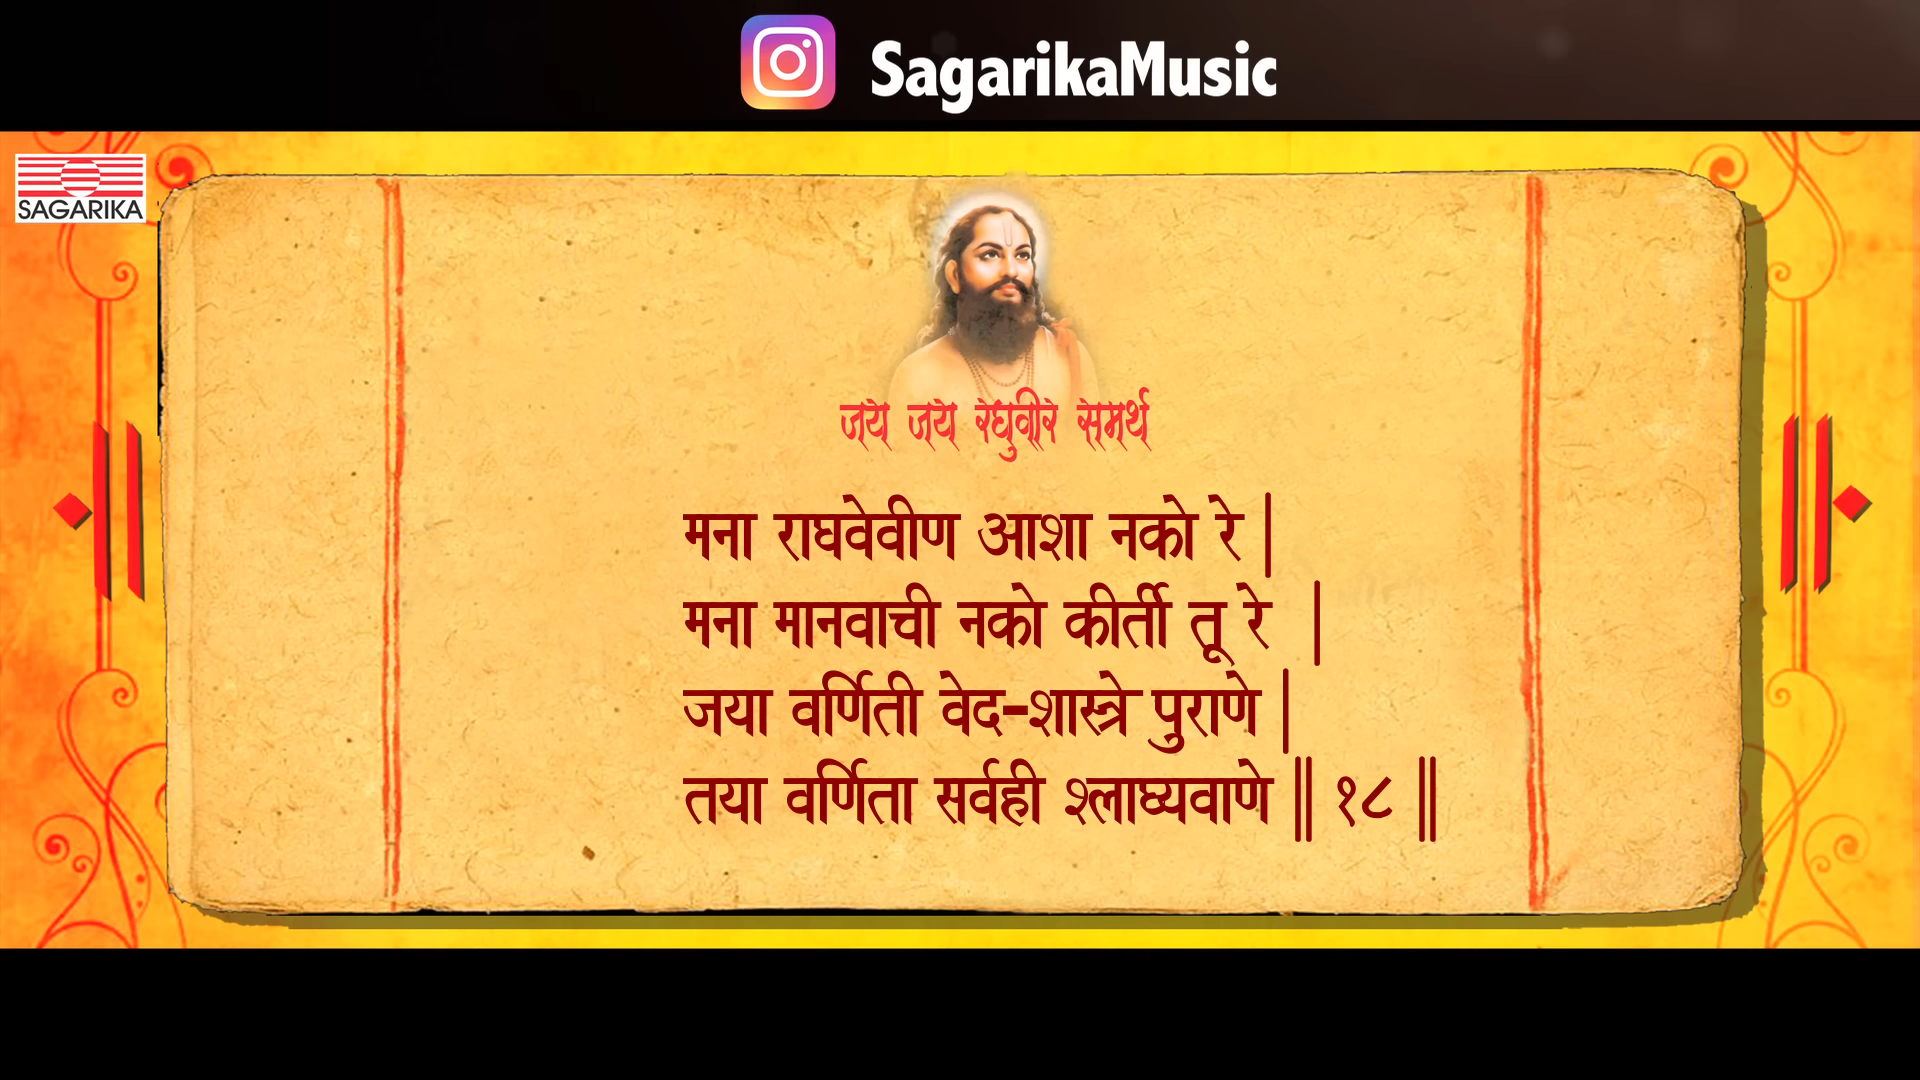 SagarikaMusic
SAGARIKA
जय जय रघुवीर समर्थ
मना राघवेवीण आशा नको रे |
मना मानवाची नको कीर्ती तू रे |
जया वर्णिती वेद-शास्त्रे पुराणे |
तया वर्णिता सर्वही श्लाघ्यवाणे || १८ ||